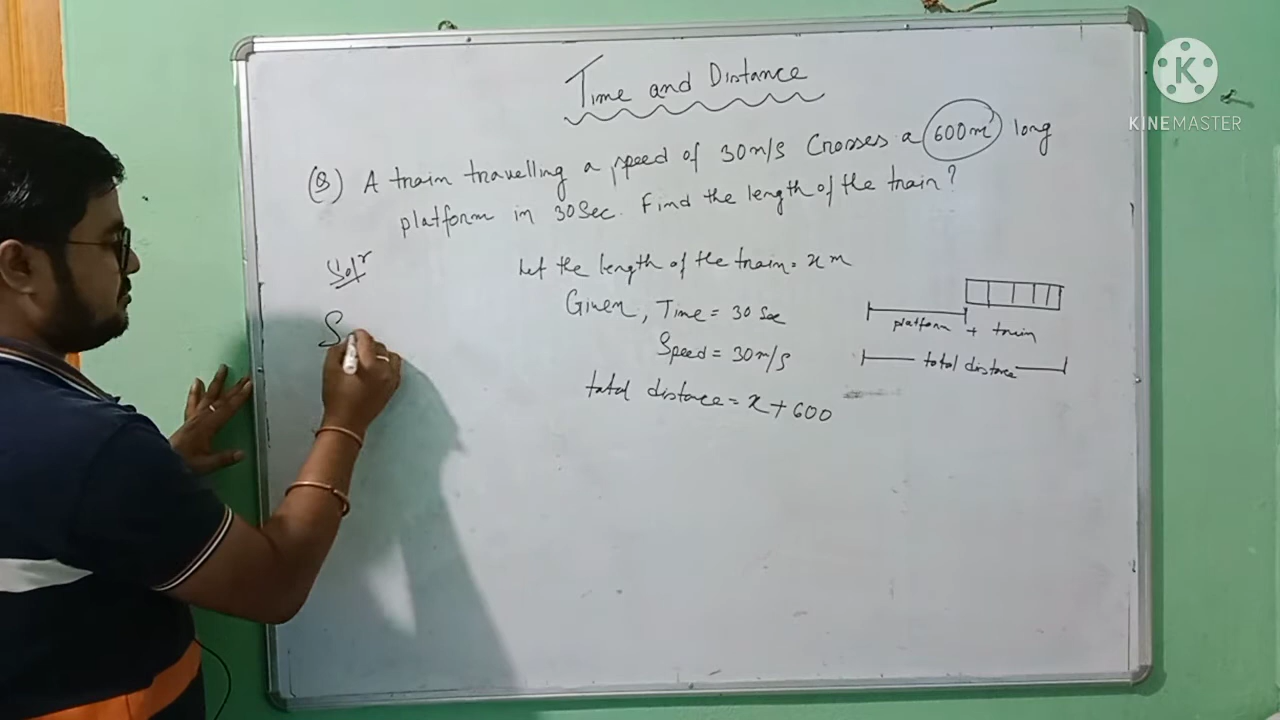 Time and Distance
(Q) A train travelling a speed of 30m/s Crosses a 600m long
platform in 30Sec. Find the length of the train?
Solⁿ
Let the length of the train = x m
Given, Time = 30 Sec
Speed = 30m/s
total distance = x + 600
platform + train
total distance
S
K
KINEMASTER